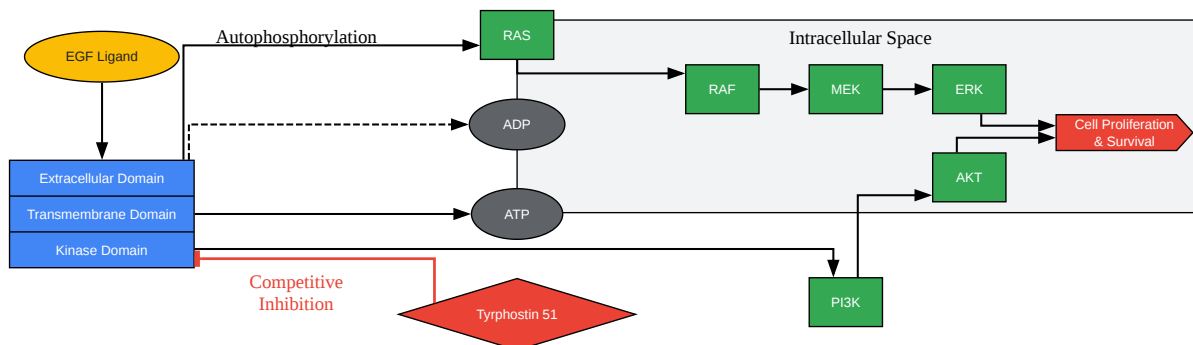 EGF Ligand
Autophosphorylation
RAS
Intracellular Space
RAF
MEK
ERK
ADP
Cell Proliferation
& Survival
Extracellular Domain
Transmembrane Domain
Kinase Domain
ATP
AKT
Competitive
Inhibition
Tyrphostin 51
PI3K